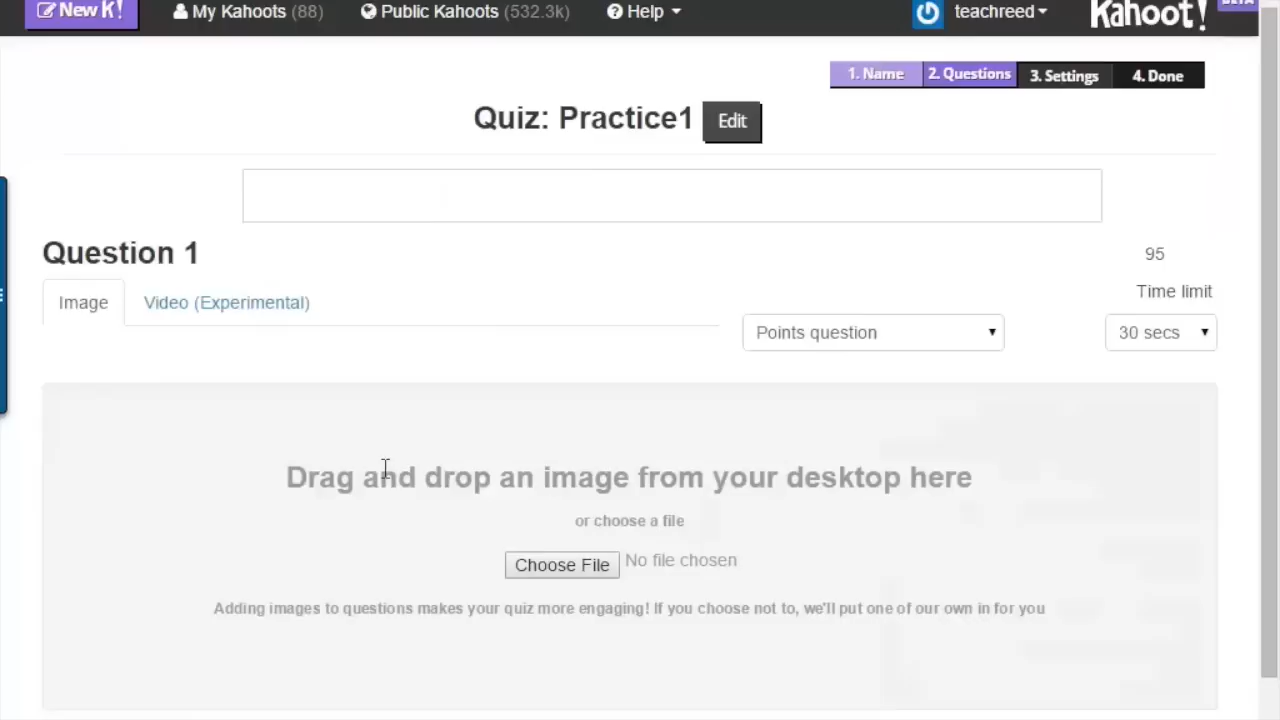 New K! My Kahoots (88) Public Kahoots (532.3k) Help teachreed Kahoot! BETA
1. Name 2. Questions 3. Settings 4. Done
Quiz: Practice1 Edit
Question 1
95
Time limit
Image Video (Experimental)
Points question 30 secs
Drag and drop an image from your desktop here
or choose a file
Choose File No file chosen
Adding images to questions makes your quiz more engaging! If you choose not to, we'll put one of our own in for you